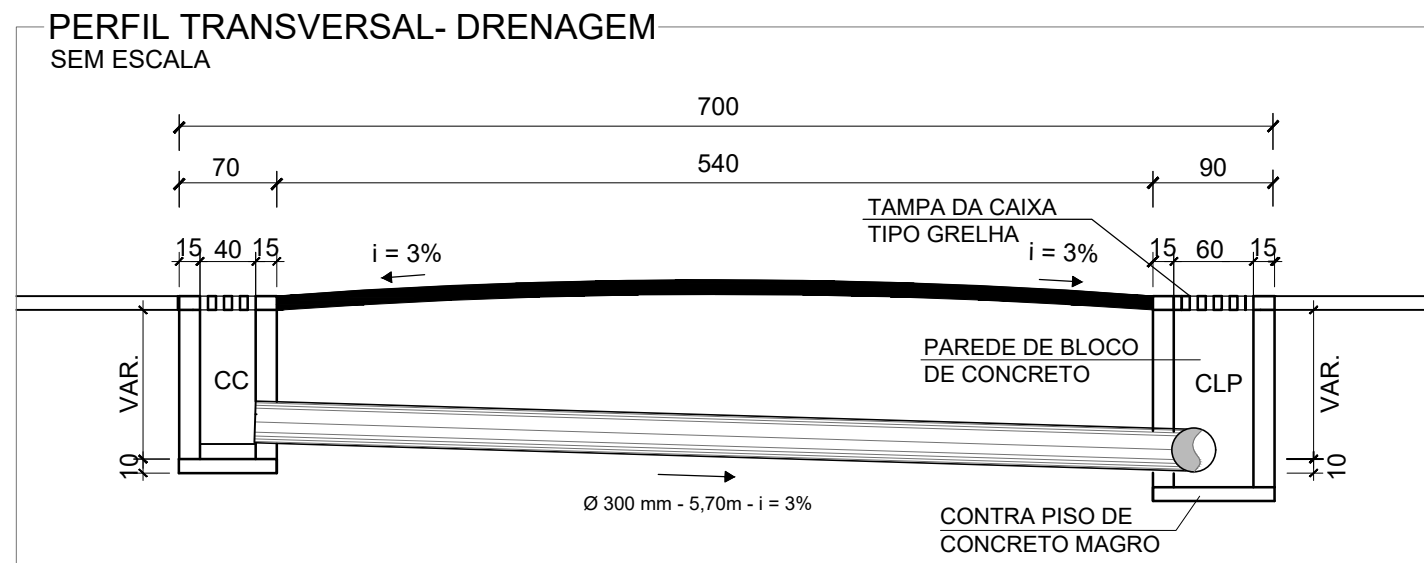 PERFIL TRANSVERSAL- DRENAGEM
SEM ESCALA
700
70
540
90
TAMPA DA CAIXA
TIPO GRELHA
15 40 15
i = 3%
i = 3%
15 60 15
PAREDE DE BLOCO
DE CONCRETO
VAR.
CC
CLP
VAR.
10
10
Ø 300 mm - 5,70m - i = 3%
CONTRA PISO DE
CONCRETO MAGRO